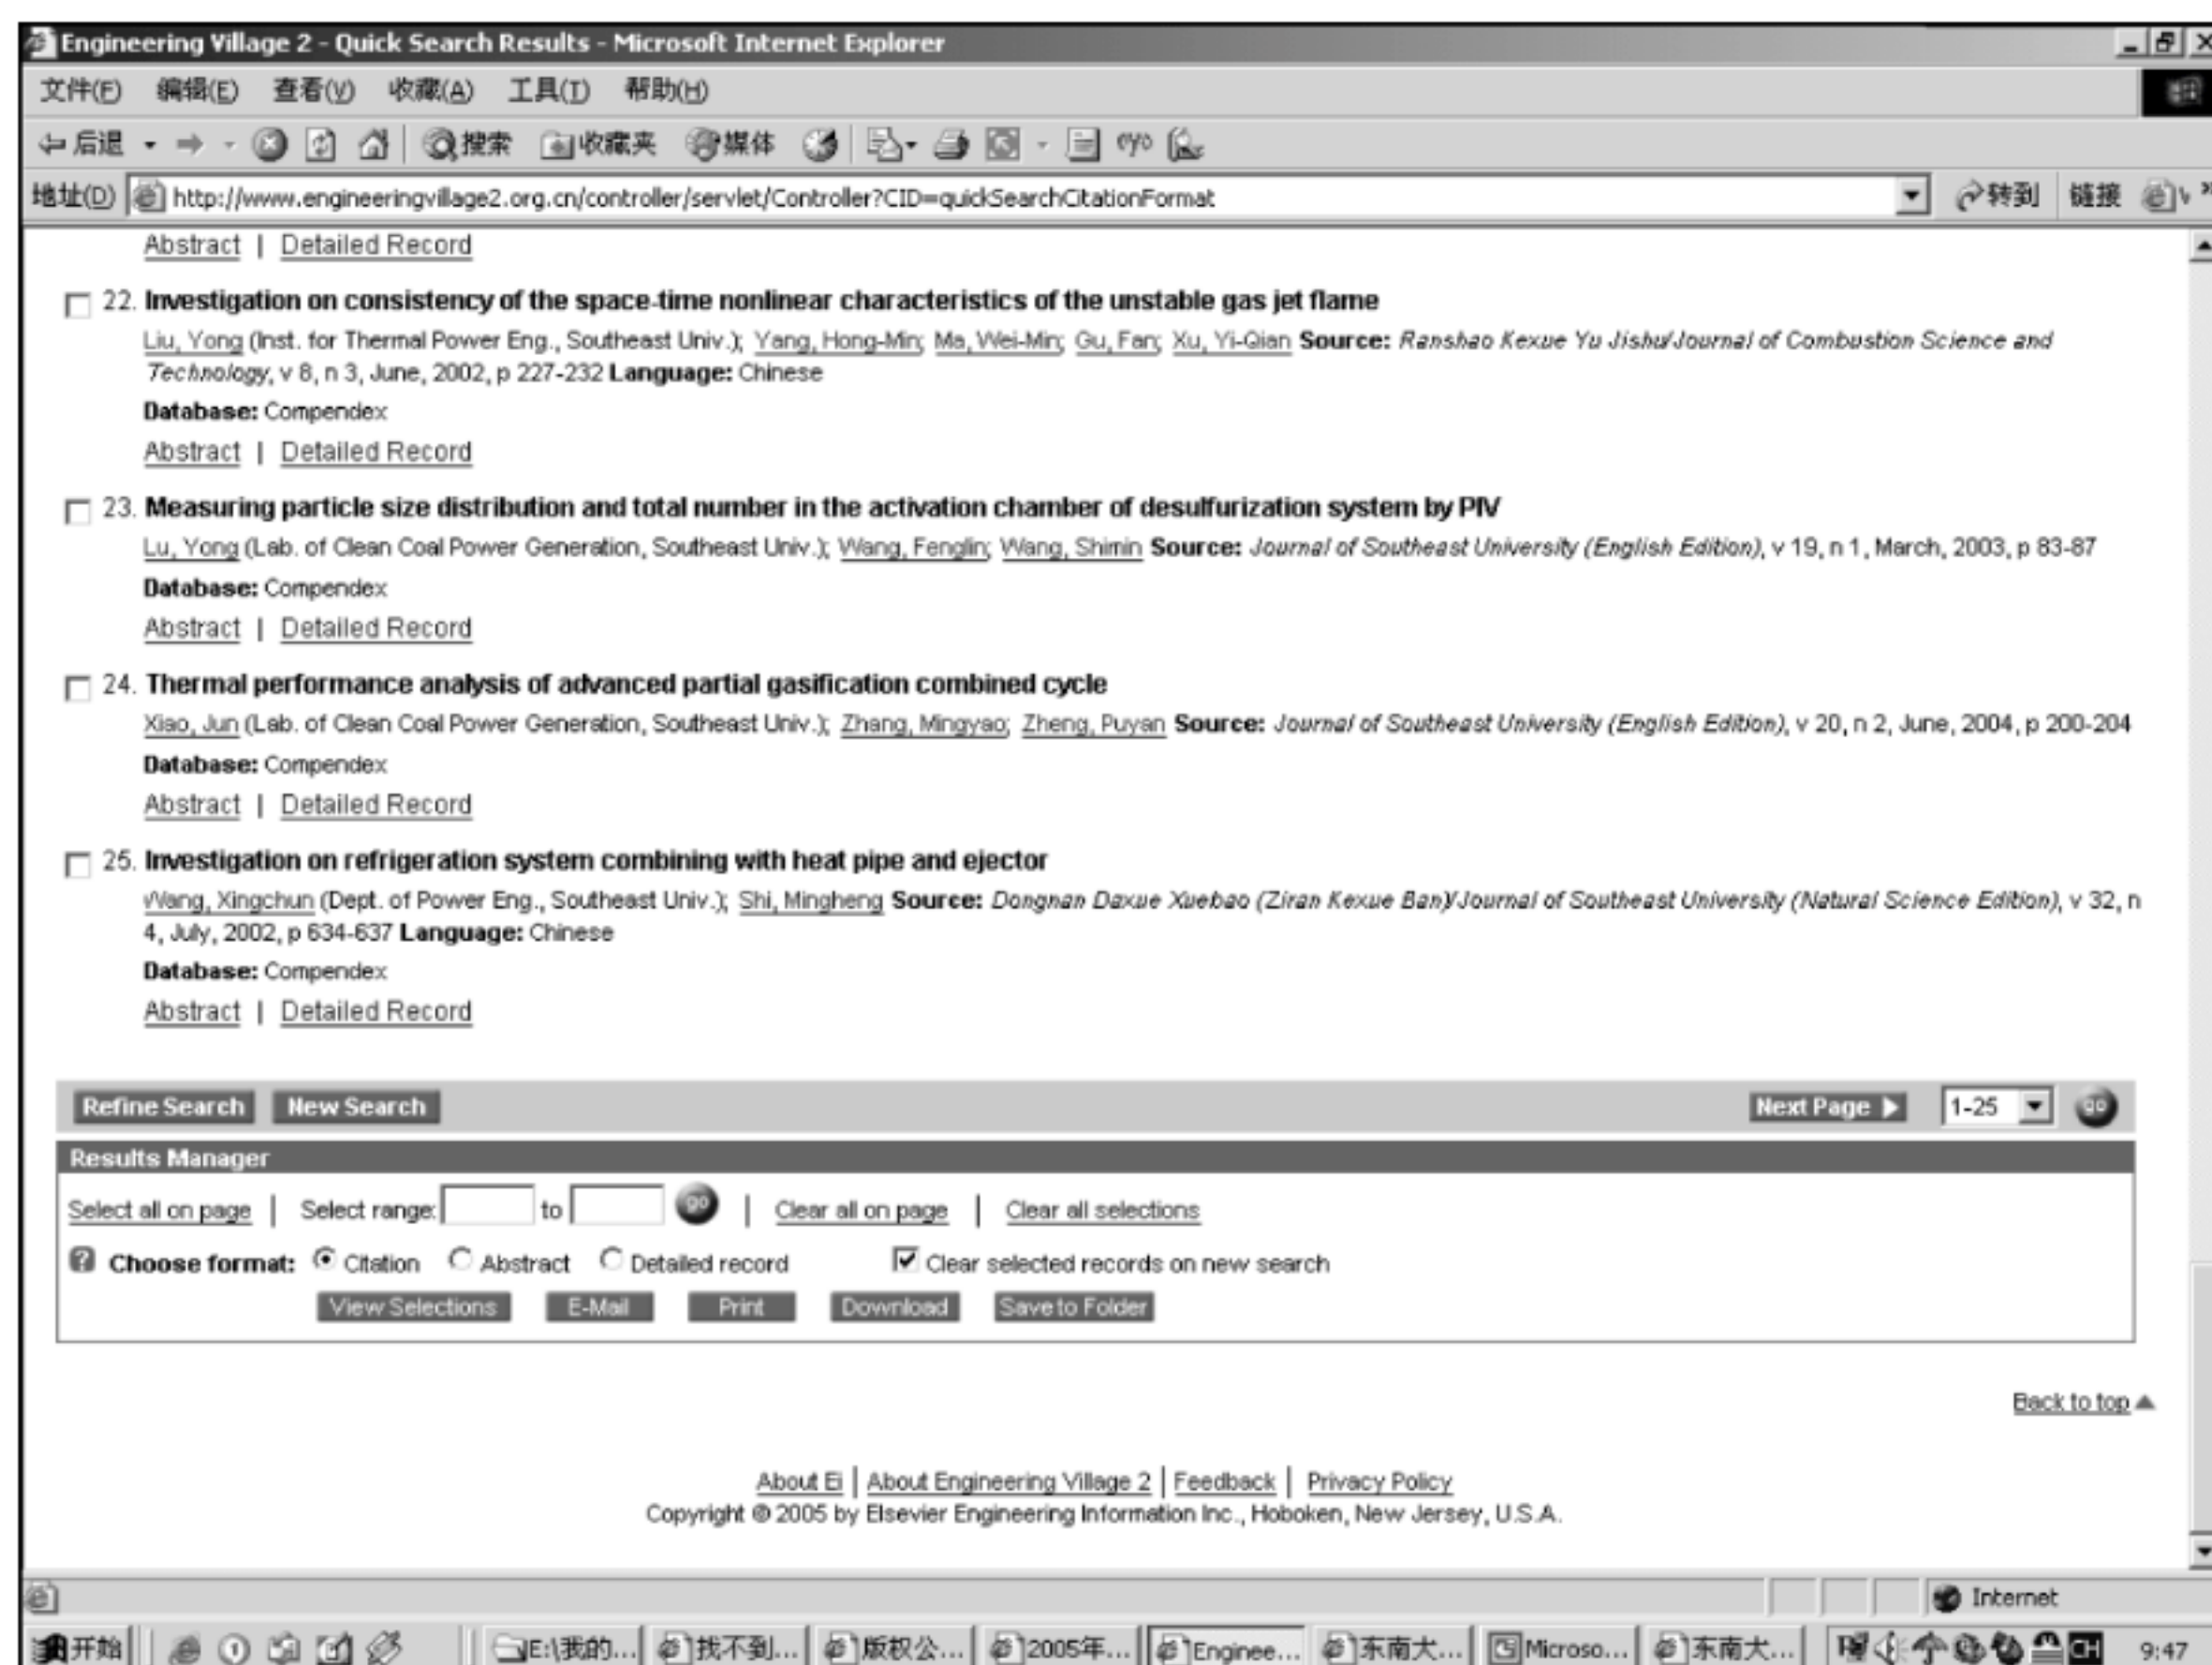 Engineering Village 2 - Quick Search Results - Microsoft Internet Explorer
文件(F) 编辑(E) 查看(V) 收藏(A) 工具(T) 帮助(H)
后退 搜索 收藏夹 媒体
地址(D) http://www.engineeringvillage2.org.cn/controller/servlet/Controller?CID=quickSearchCitationFormat 转到 链接
Abstract | Detailed Record
22. Investigation on consistency of the space-time nonlinear characteristics of the unstable gas jet flame
Liu, Yong (Inst. for Thermal Power Eng., Southeast Univ.); Yang, Hong-Min; Ma, Wei-Min; Gu, Fan; Xu, Yi-Qian Source: Ranshao Kexue Yu Jishu/Journal of Combustion Science and
Technology, v 8, n 3, June, 2002, p 227-232 Language: Chinese
Database: Compendex
Abstract | Detailed Record
23. Measuring particle size distribution and total number in the activation chamber of desulfurization system by PIV
Lu, Yong (Lab. of Clean Coal Power Generation, Southeast Univ.); Wang, Fenglin; Wang, Shimin Source: Journal of Southeast University (English Edition), v 19, n 1, March, 2003, p 83-87
Database: Compendex
Abstract | Detailed Record
24. Thermal performance analysis of advanced partial gasification combined cycle
Xiao, Jun (Lab. of Clean Coal Power Generation, Southeast Univ.); Zhang, Mingyao; Zheng, Puyan Source: Journal of Southeast University (English Edition), v 20, n 2, June, 2004, p 200-204
Database: Compendex
Abstract | Detailed Record
25. Investigation on refrigeration system combining with heat pipe and ejector
Wang, Xingchun (Dept. of Power Eng., Southeast Univ.); Shi, Mingheng Source: Dongnan Daxue Xuebao (Ziran Kexue Ban)/Journal of Southeast University (Natural Science Edition), v 32, n
4, July, 2002, p 634-637 Language: Chinese
Database: Compendex
Abstract | Detailed Record
Refine Search New Search Next Page 1-25 go
Results Manager
Select all on page | Select range: to go | Clear all on page | Clear all selections
Choose format: Citation Abstract Detailed record Clear selected records on new search
View Selections E-Mail Print Download Save to Folder
Back to top
About Ei | About Engineering Village 2 | Feedback | Privacy Policy
Copyright © 2005 by Elsevier Engineering Information Inc., Hoboken, New Jersey, U.S.A.
Internet
开始 E:\我的... 找不到... 版权公... 2005年... Enginee... 东南大... Microso... 东南大... CH 9:47